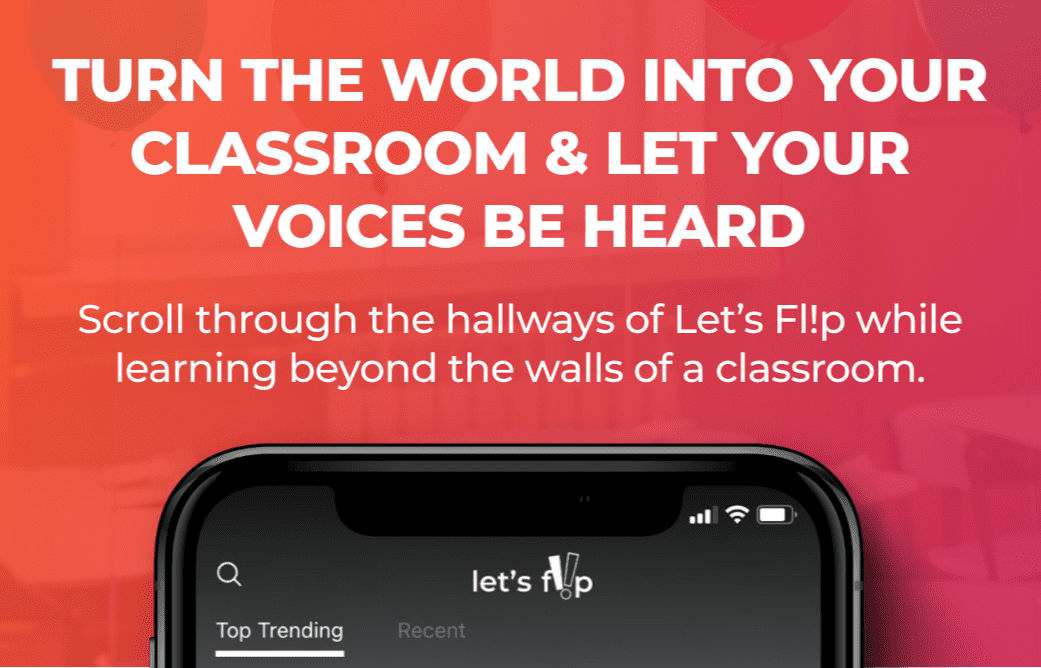 TURN THE WORLD INTO YOUR
CLASSROOM & LET YOUR
VOICES BE HEARD
Scroll through the hallways of Let's Fl!p while
learning beyond the walls of a classroom.
let's fl!p
Top Trending Recent